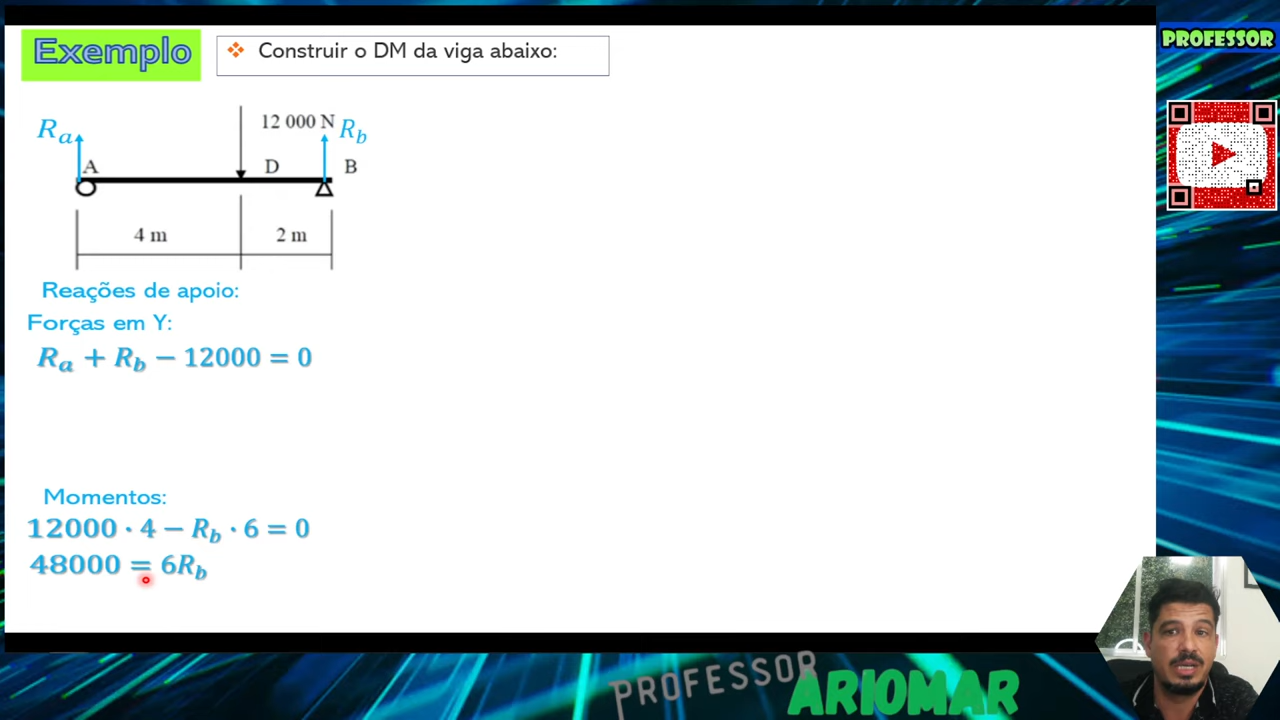 Exemplo
❖ Construir o DM da viga abaixo:
PROFESSOR
12 000 N
R_a
R_b
A
D
B
4 m
2 m
Reações de apoio:
Forças em Y:
R_a + R_b − 12000 = 0
Momentos:
12000 · 4 − R_b · 6 = 0
48000 = 6R_b
PROFESSOR
ARIOMAR